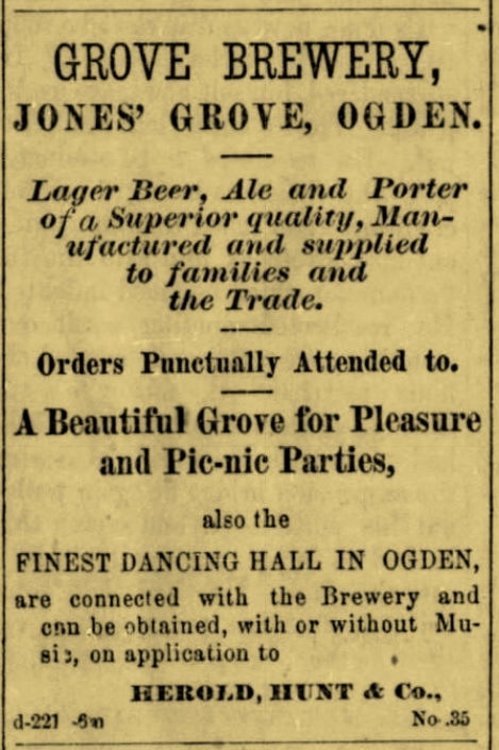 GROVE BREWERY,
JONES' GROVE, OGDEN.
Lager Beer, Ale and Porter
of a Superior quality, Man-
ufactured and supplied
to families and
the Trade.
Orders Punctually Attended to.
A Beautiful Grove for Pleasure
and Pic-nic Parties,
also the
FINEST DANCING HALL IN OGDEN,
are connected with the Brewery and
can be obtained, with or without Mu-
sic, on application to
HEROLD, HUNT & Co.,
d-221 -6m No. 35